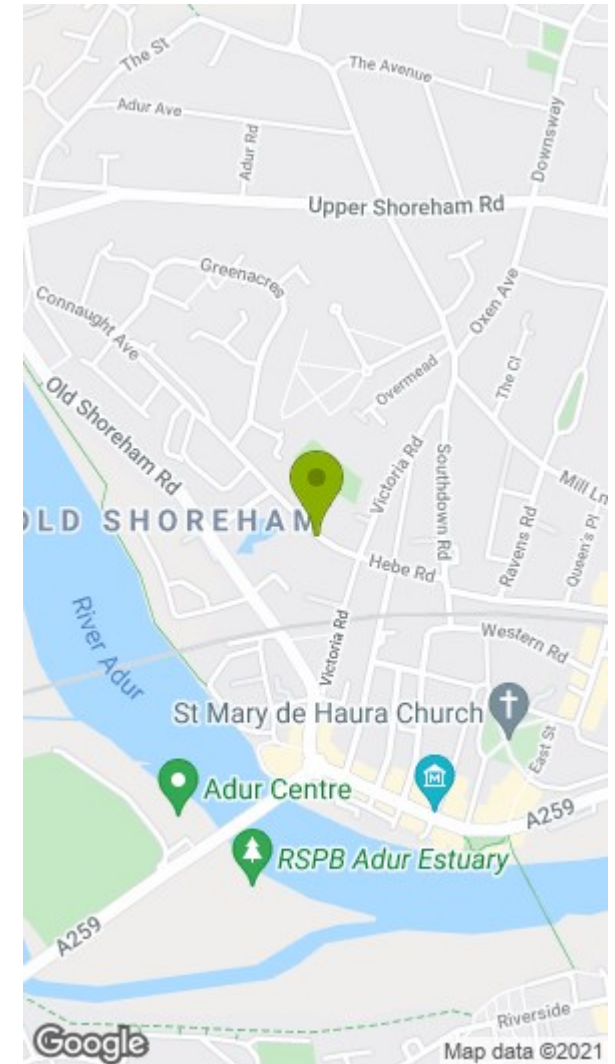 The St
The Avenue
Adur Ave
Adur Rd
Downsway
Upper Shoreham Rd
Greenacres
Connaught Ave
Oxen Ave
Overmead
The Cl
Old Shoreham Rd
Victoria Rd
Southdown Rd
Mill Ln
OLD SHOREHAM
Ravens Rd
Queen's Pl
Hebe Rd
River Adur
Victoria Rd
Western Rd
St Mary de Haura Church
East St
Adur Centre
A259
RSPB Adur Estuary
A259
Riverside
Google
Map data ©2021